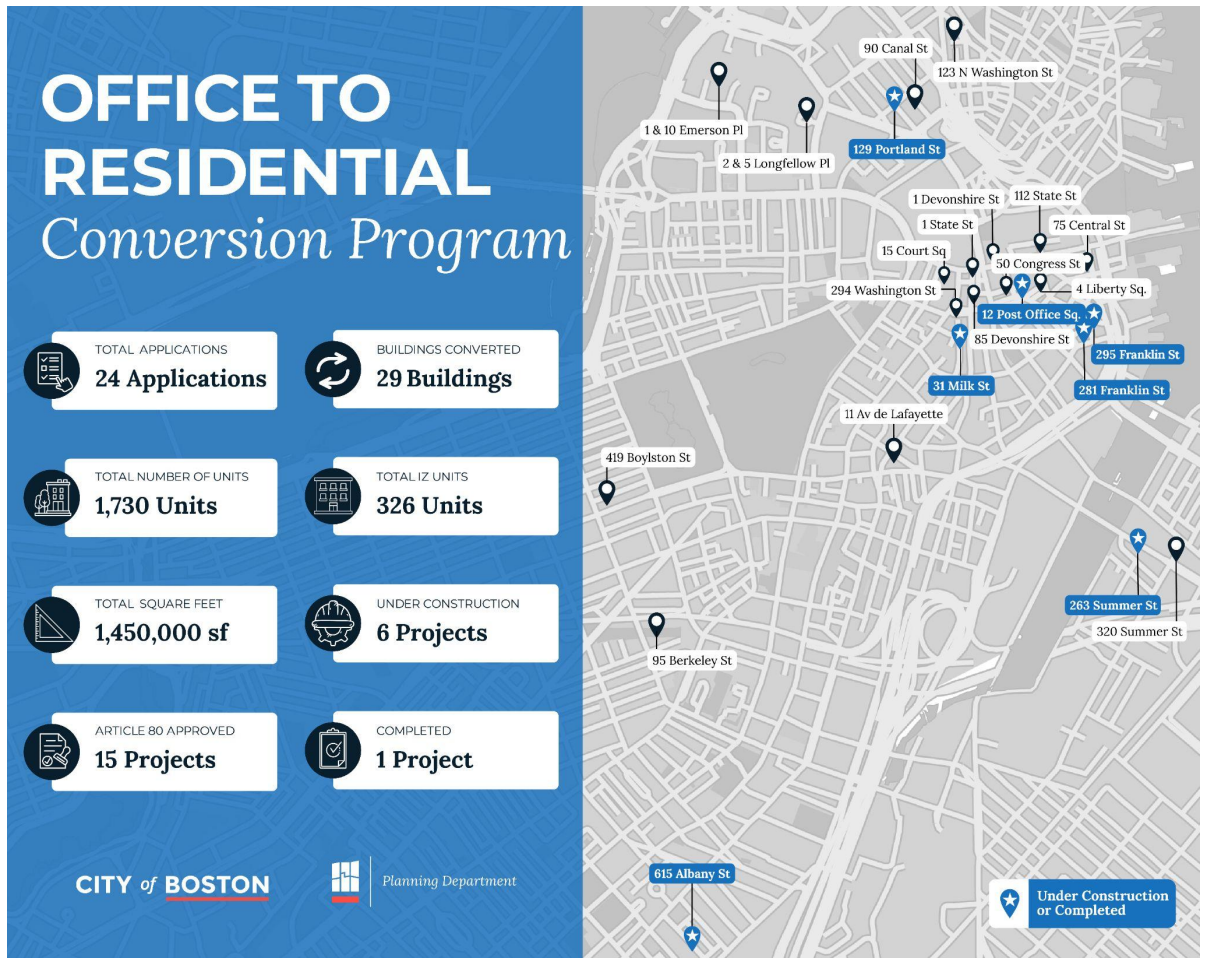 OFFICE TO
RESIDENTIAL
Conversion Program
TOTAL APPLICATIONS
24 Applications
BUILDINGS CONVERTED
29 Buildings
TOTAL NUMBER OF UNITS
1,730 Units
TOTAL IZ UNITS
326 Units
TOTAL SQUARE FEET
1,450,000 sf
UNDER CONSTRUCTION
6 Projects
ARTICLE 80 APPROVED
15 Projects
COMPLETED
1 Project
CITY of BOSTON
Planning Department
90 Canal St
123 N Washington St
1 & 10 Emerson Pl
129 Portland St
2 & 5 Longfellow Pl
1 Devonshire St
112 State St
1 State St
75 Central St
15 Court Sq
50 Congress St
294 Washington St
4 Liberty Sq.
12 Post Office Sq.
85 Devonshire St
295 Franklin St
31 Milk St
281 Franklin St
11 Av de Lafayette
419 Boylston St
263 Summer St
320 Summer St
95 Berkeley St
615 Albany St
Under Construction
or Completed